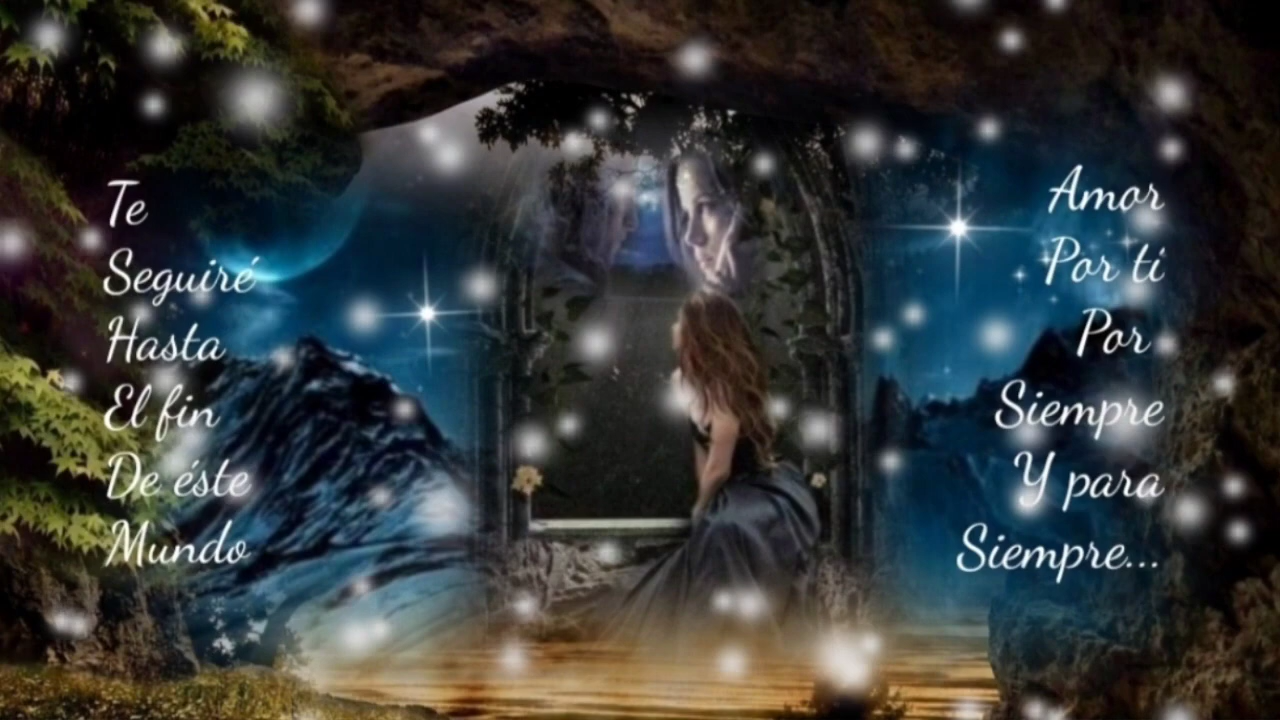 Te
Seguiré
Hasta
El fin
De éste
Mundo
Amor
Por ti
Por
Siempre
Y para
Siempre...